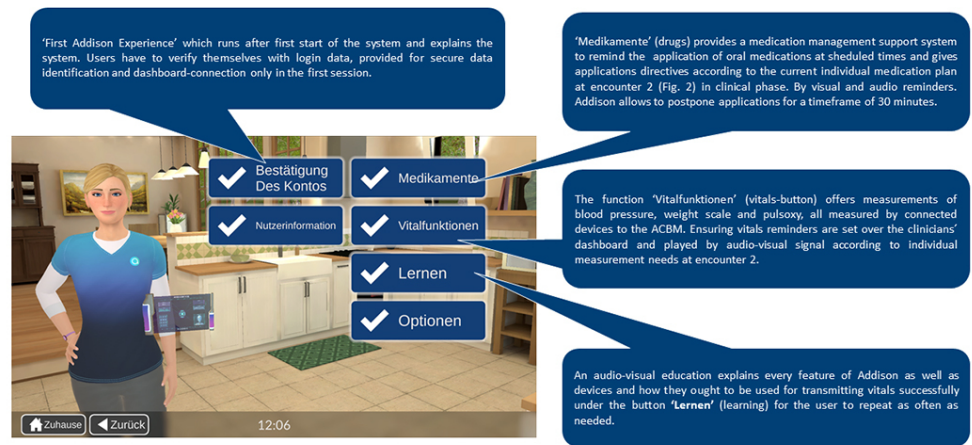 ‘First Addison Experience’ which runs after first start of the system and explains the
system. Users have to verify themselves with login data, provided for secure data
identification and dashboard-connection only in the first session.
‘Medikamente’ (drugs) provides a medication management support system
to remind the application of oral medications at sheduled times and gives
applications directives according to the current individual medication plan
at encounter 2 (Fig. 2) in clinical phase. By visual and audio reminders.
Addison allows to postpone applications for a timeframe of 30 minutes.
Bestätigung
Des Kontos
Medikamente
Nutzerinformation
Vitalfunktionen
Lernen
Optionen
The function ‘Vitalfunktionen’ (vitals-button) offers measurements of
blood pressure, weight scale and pulsoxy, all measured by connected
devices to the ACBM. Ensuring vitals reminders are set over the clinicians’
dashboard and played by audio-visual signal according to individual
measurement needs at encounter 2.
An audio-visual education explains every feature of Addison as well as
devices and how they ought to be used for transmitting vitals successfully
under the button ‘Lernen’ (learning) for the user to repeat as often as
needed.
Zuhause
Zurück
12:06